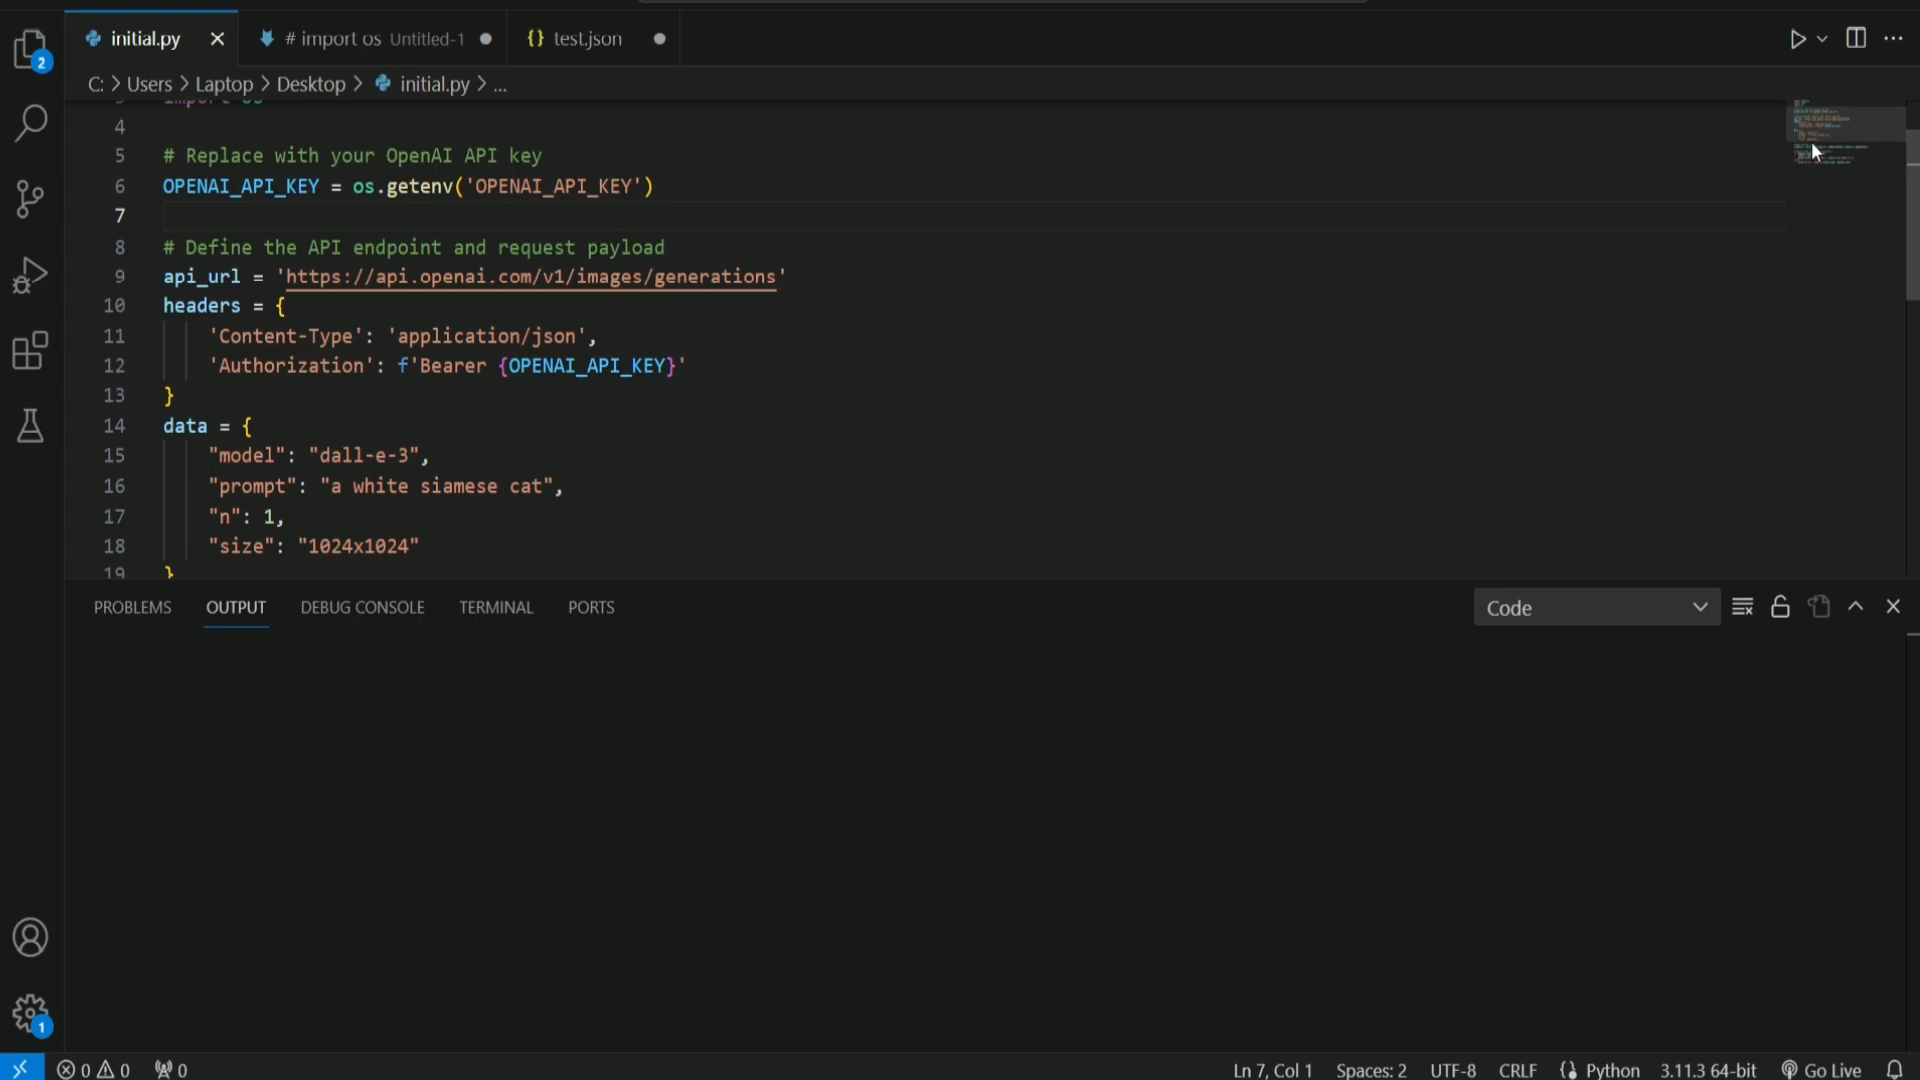 initial.py
# import os Untitled-1
{} test.json
2
C: > Users > Laptop > Desktop > initial.py > ...
3 import os
4
5 # Replace with your OpenAI API key
6 OPENAI_API_KEY = os.getenv('OPENAI_API_KEY')
7
8 # Define the API endpoint and request payload
9 api_url = 'https://api.openai.com/v1/images/generations'
10 headers = {
11 'Content-Type': 'application/json',
12 'Authorization': f'Bearer {OPENAI_API_KEY}'
13 }
14 data = {
15 "model": "dall-e-3",
16 "prompt": "a white siamese cat",
17 "n": 1,
18 "size": "1024x1024"
19 }
PROBLEMS OUTPUT DEBUG CONSOLE TERMINAL PORTS
Code
1
0 0 0
Ln 7, Col 1 Spaces: 2 UTF-8 CRLF Python 3.11.3 64-bit Go Live